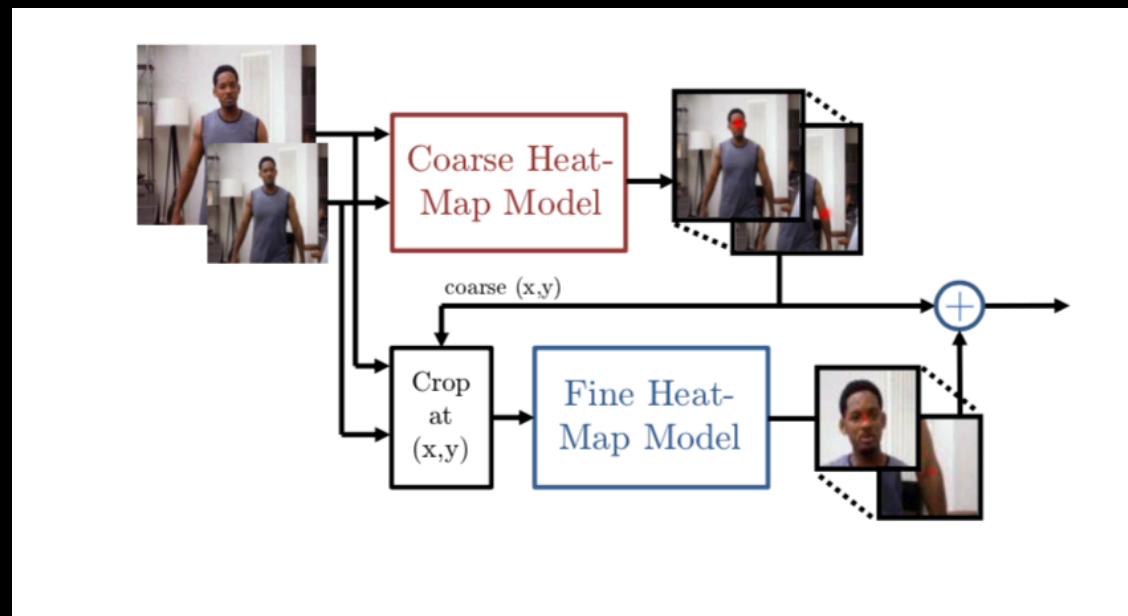 Coarse Heat-
Map Model
coarse (x,y)
Crop
at
(x,y)
Fine Heat-
Map Model
+